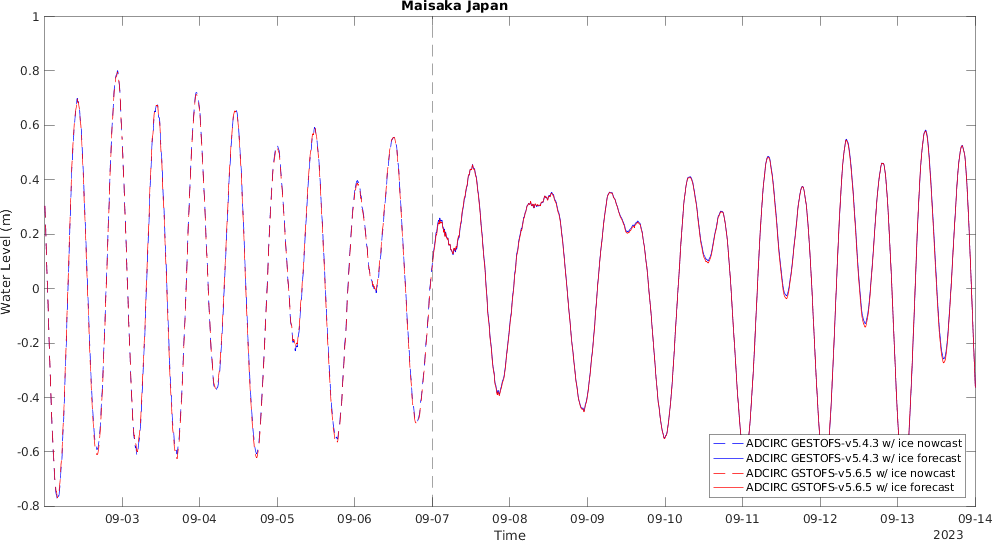 Maisaka Japan
1
0.8
0.6
0.4
0.2
0
-0.2
-0.4
-0.6
-0.8
Water Level (m)
ADCIRC GESTOFS-v5.4.3 w/ ice nowcast
ADCIRC GESTOFS-v5.4.3 w/ ice forecast
ADCIRC GSTOFS-v5.6.5 w/ ice nowcast
ADCIRC GSTOFS-v5.6.5 w/ ice forecast
09-03 09-04 09-05 09-06 09-07 09-08 09-09 09-10 09-11 09-12 09-13 09-14
Time
2023